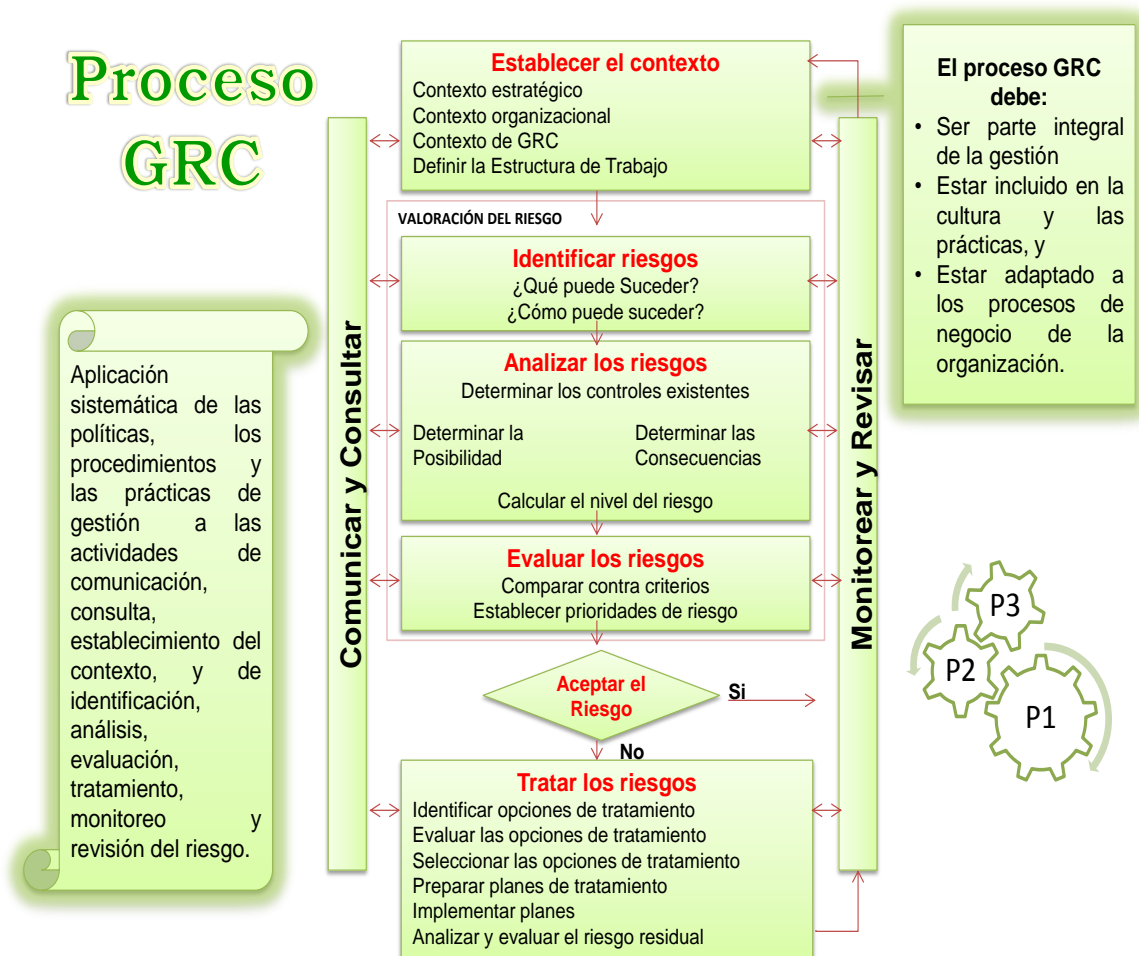 Proceso
GRC
Establecer el contexto
Contexto estratégico
Contexto organizacional
Contexto de GRC
Definir la Estructura de Trabajo
El proceso GRC
debe:
• Ser parte integral
de la gestión
• Estar incluido en la
cultura y las
prácticas, y
• Estar adaptado a
los procesos de
negocio de la
organización.
VALORACIÓN DEL RIESGO
Identificar riesgos
¿Qué puede Suceder?
¿Cómo puede suceder?
Analizar los riesgos
Determinar los controles existentes
Determinar la
Posibilidad
Determinar las
Consecuencias
Calcular el nivel del riesgo
Evaluar los riesgos
Comparar contra criterios
Establecer prioridades de riesgo
Aceptar el
Riesgo
Si
No
Tratar los riesgos
Identificar opciones de tratamiento
Evaluar las opciones de tratamiento
Seleccionar las opciones de tratamiento
Preparar planes de tratamiento
Implementar planes
Analizar y evaluar el riesgo residual
Comunicar y Consultar
Monitorear y Revisar
Aplicación
sistemática de las
políticas, los
procedimientos y
las prácticas de
gestión a las
actividades de
comunicación,
consulta,
establecimiento del
contexto, y de
identificación,
análisis,
evaluación,
tratamiento,
monitoreo y
revisión del riesgo.
P3
P2
P1